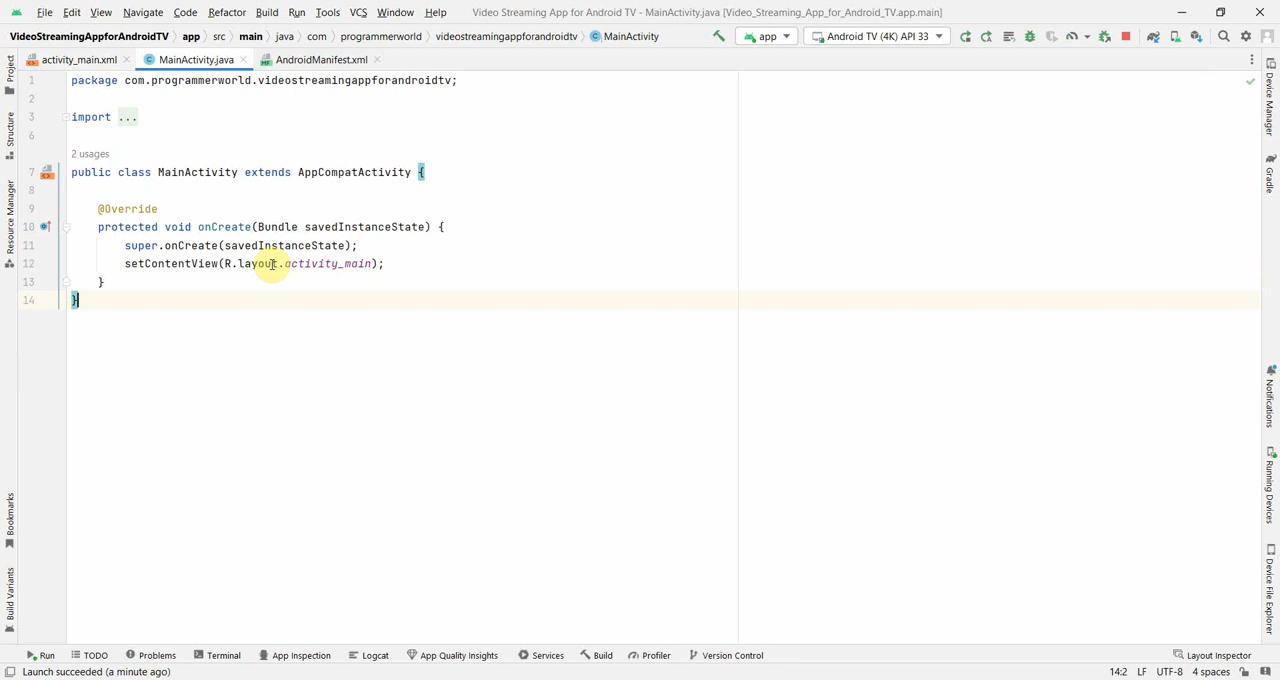 File Edit View Navigate Code Refactor Build Run Tools VCS Window Help Video Streaming App for Android TV - MainActivity.java [Video_Streaming_App_for_Android_TV.app.main]
VideoStreamingAppforAndroidTV app src main java com programmerworld videostreamingappforandroidtv MainActivity app Android TV (4K) API 33
activity_main.xml MainActivity.java AndroidManifest.xml
Project
Structure
Resource Manager
Bookmarks
Build Variants
1 package com.programmerworld.videostreamingappforandroidtv;
2
3 import ...
6
2 usages
7 public class MainActivity extends AppCompatActivity {
8
9 @Override
10 protected void onCreate(Bundle savedInstanceState) {
11 super.onCreate(savedInstanceState);
12 setContentView(R.layout.activity_main);
13 }
14 }
Device Manager
Gradle
Notifications
Running Devices
Device File Explorer
Run TODO Problems Terminal App Inspection Logcat App Quality Insights Services Build Profiler Version Control Layout Inspector
Launch succeeded (a minute ago) 14:2 LF UTF-8 4 spaces